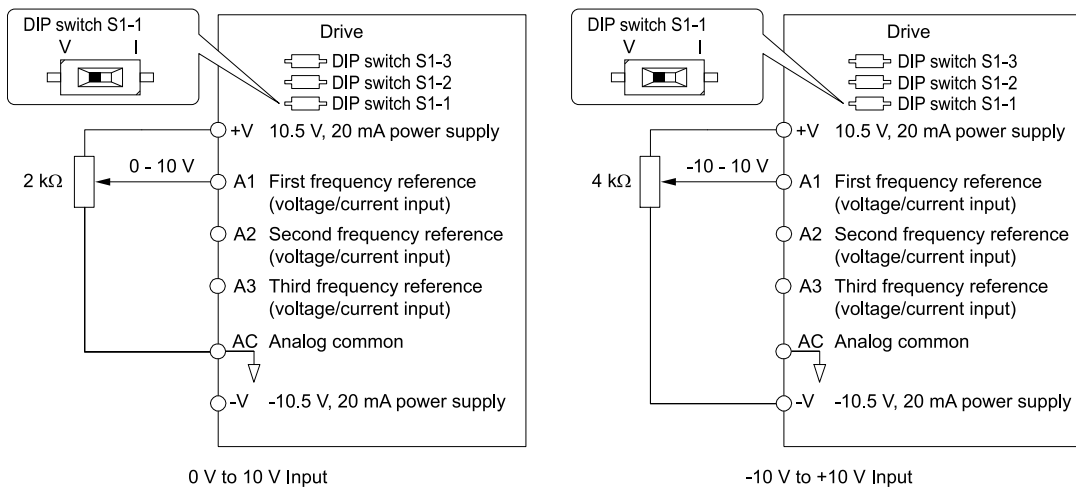 DIP switch S1-1
V I
Drive
DIP switch S1-3
DIP switch S1-2
DIP switch S1-1
+V 10.5 V, 20 mA power supply
2 kΩ
0 - 10 V
A1 First frequency reference
(voltage/current input)
A2 Second frequency reference
(voltage/current input)
A3 Third frequency reference
(voltage/current input)
AC Analog common
-V -10.5 V, 20 mA power supply
0 V to 10 V Input
DIP switch S1-1
V I
Drive
DIP switch S1-3
DIP switch S1-2
DIP switch S1-1
+V 10.5 V, 20 mA power supply
4 kΩ
-10 - 10 V
A1 First frequency reference
(voltage/current input)
A2 Second frequency reference
(voltage/current input)
A3 Third frequency reference
(voltage/current input)
AC Analog common
-V -10.5 V, 20 mA power supply
-10 V to +10 V Input